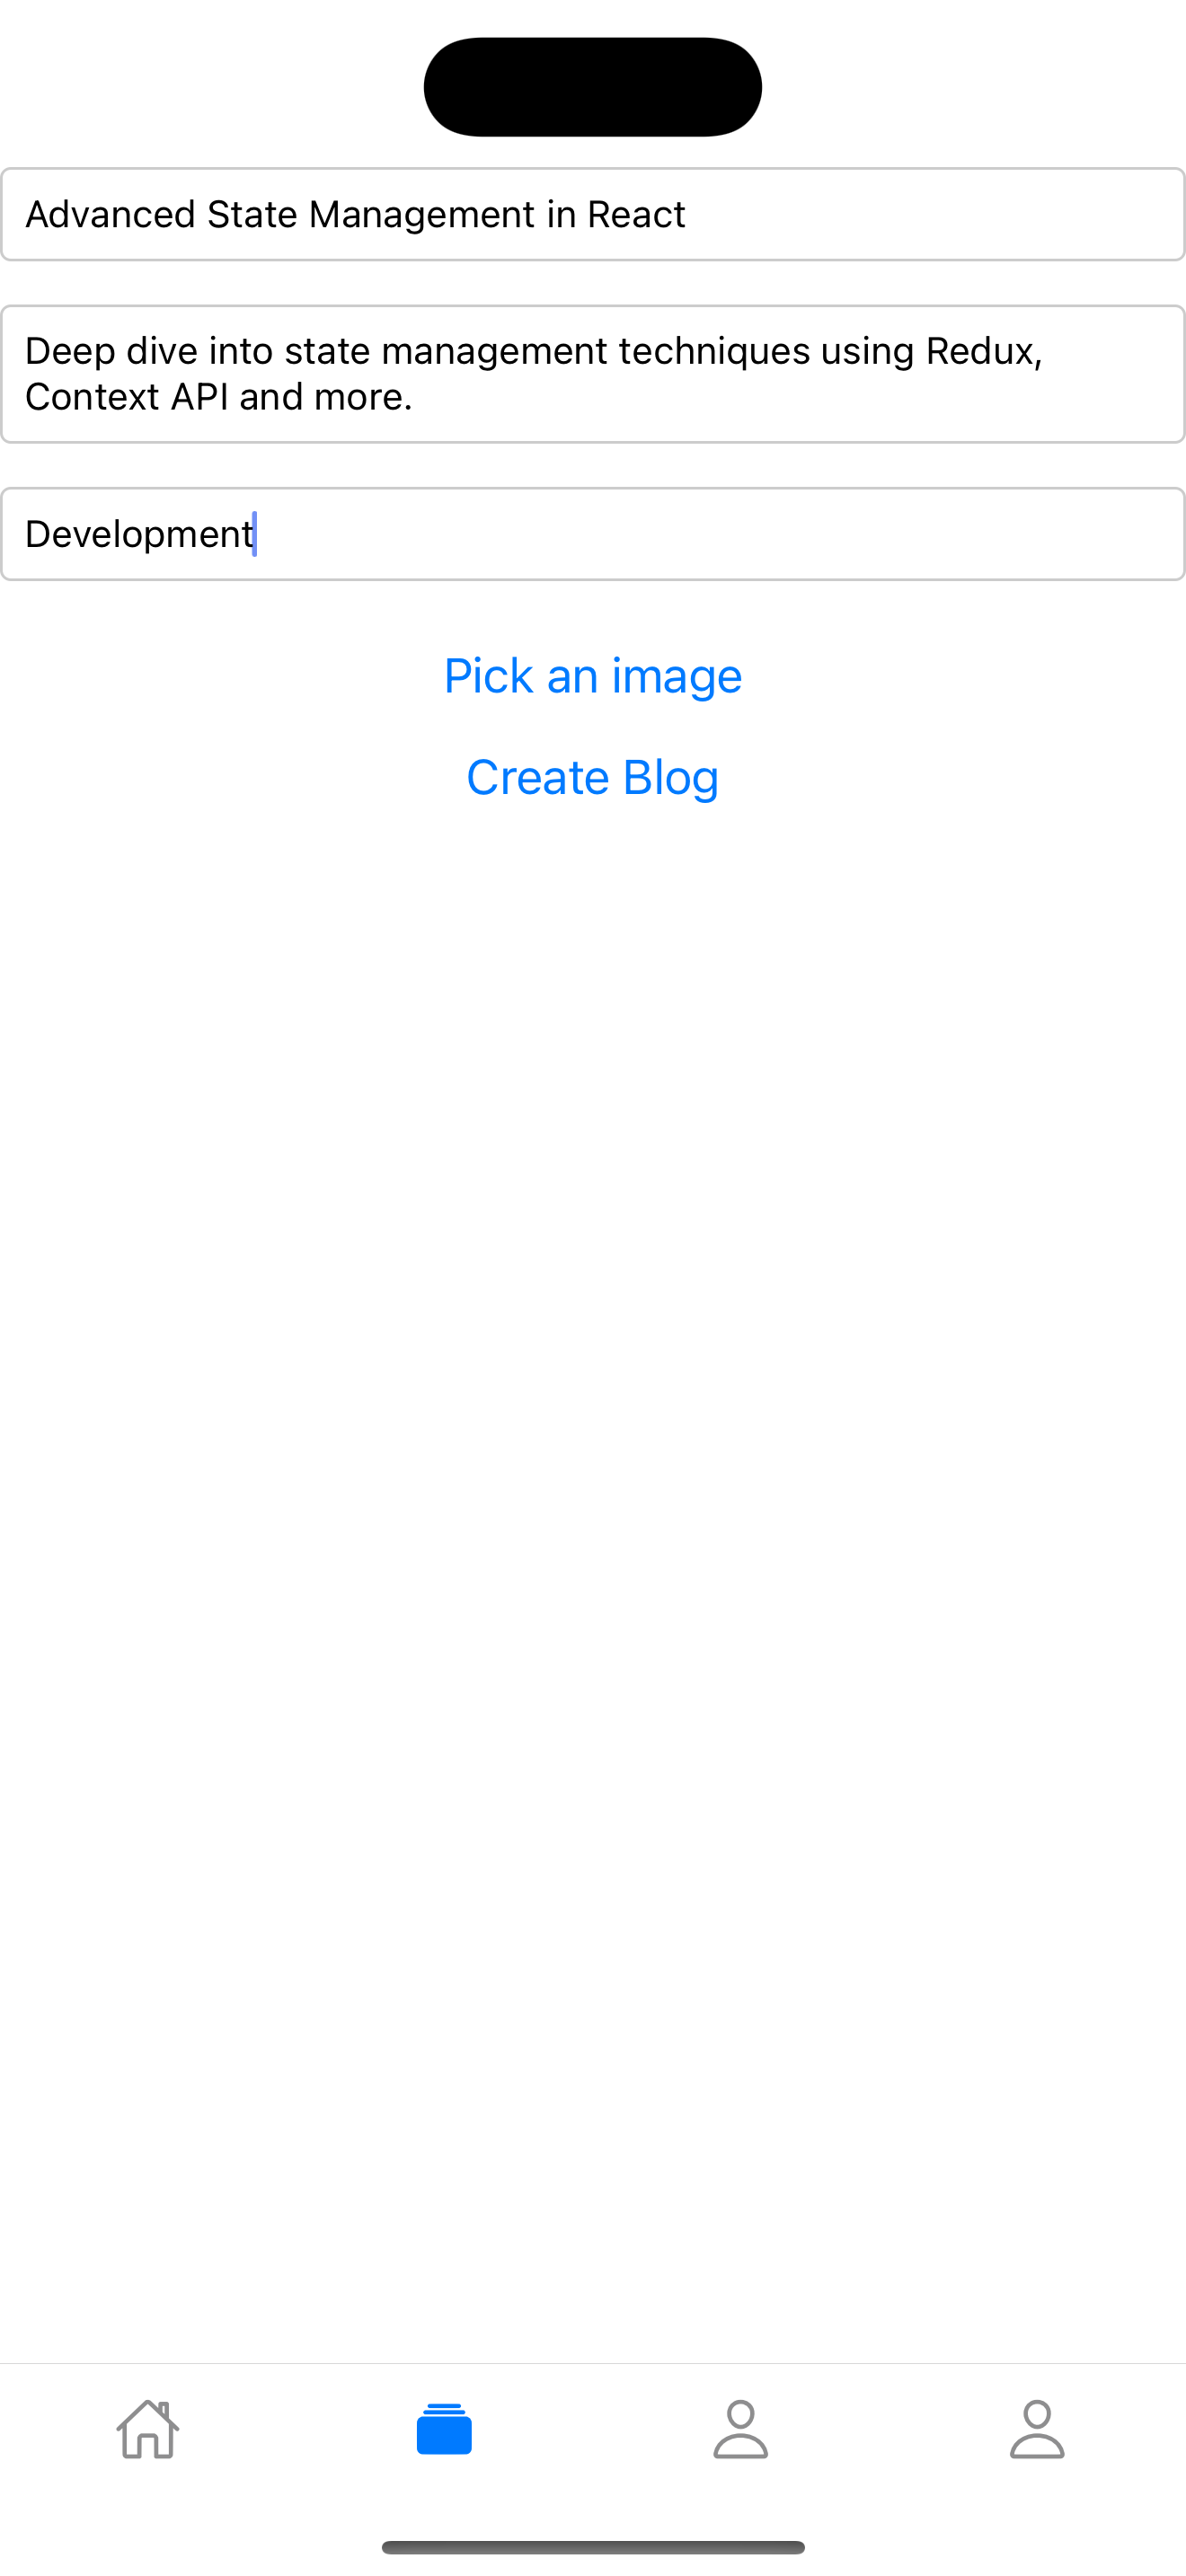 Advanced State Management in React
Deep dive into state management techniques using Redux,
Context API and more.
Development
Pick an image
Create Blog